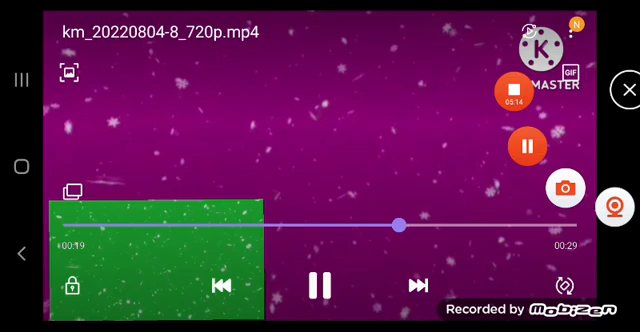 km_20220804-8_720p.mp4
N
K
MASTER
GIF
05:14
00:19
00:29
Recorded by Mobizen